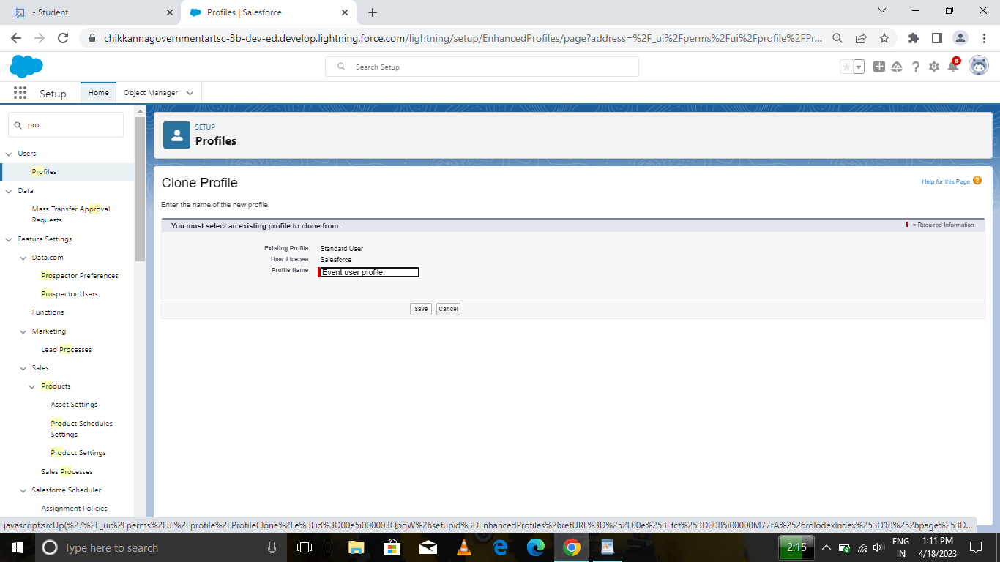 - Student
Profiles | Salesforce
chikkannagovernmentartsc-3b-dev-ed.develop.lightning.force.com/lightning/setup/EnhancedProfiles/page?address=%2F_ui%2Fperms%2Fui%2Fprofile%2FPr...
Search Setup
8
Setup
Home
Object Manager
pro
Users
Profiles
Data
Mass Transfer Approval
Requests
Feature Settings
Data.com
Prospector Preferences
Prospector Users
Functions
Marketing
Lead Processes
Sales
Products
Asset Settings
Product Schedules
Settings
Product Settings
Sales Processes
Salesforce Scheduler
Assignment Policies
SETUP
Profiles
Clone Profile
Help for this Page
Enter the name of the new profile.
You must select an existing profile to clone from.
= Required Information
Existing Profile Standard User
User License Salesforce
Profile Name Event user profile.
Save Cancel
javascript:srcUp(%27%2F_ui%2Fperms%2Fui%2Fprofile%2FProfileClone%2Fe%3Fid%3D00e5i000003QpqW%26setupid%3DEnhancedProfiles%26retURL%3D%252F00e%253Ffcf%253D00B5i00000M77rA%2526rolodexIndex%253D18%2526page%253D...
Type here to search
2:15
ENG
IN
1:11 PM
4/18/2023